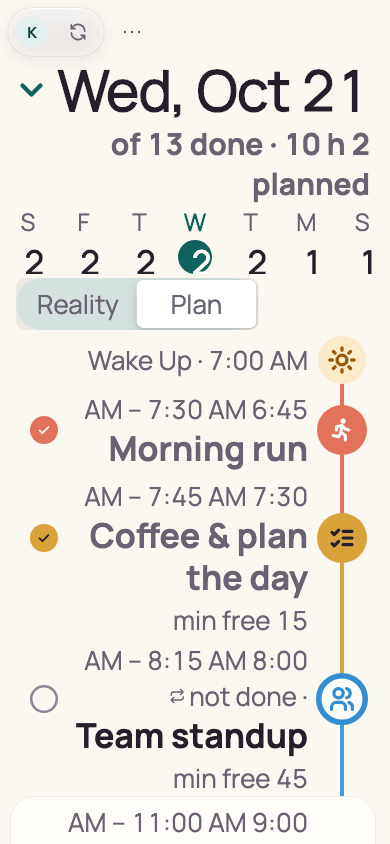 K ...
Wed, Oct 21
of 13 done · 10 h 2
planned
S F T W T M S
2 2 2 2 2 1 1
Reality Plan
Wake Up · 7:00 AM
AM – 7:30 AM 6:45
Morning run
AM – 7:45 AM 7:30
Coffee & plan
the day
min free 15
AM – 8:15 AM 8:00
not done ·
Team standup
min free 45
AM – 11:00 AM 9:00